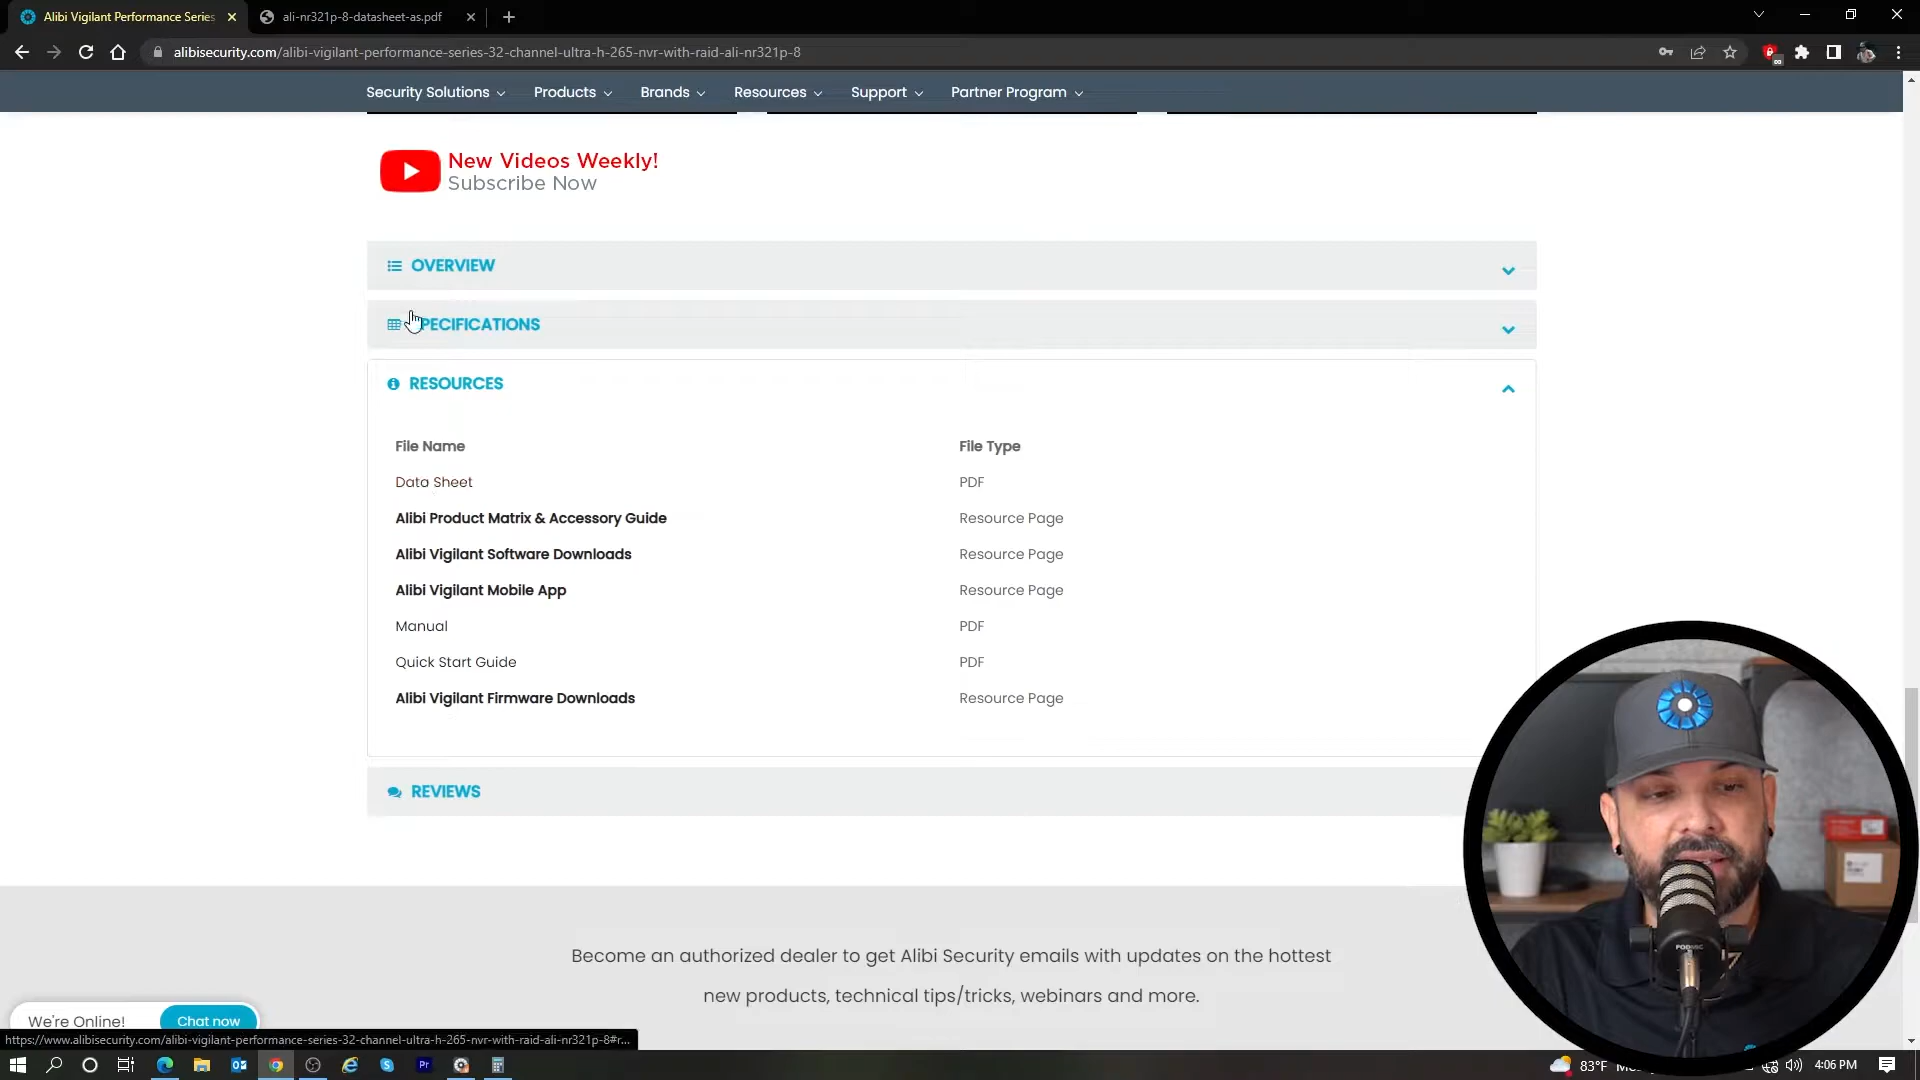 Alibi Vigilant Performance Series
ali-nr321p-8-datasheet-as.pdf
alibisecurity.com/alibi-vigilant-performance-series-32-channel-ultra-h-265-nvr-with-raid-ali-nr321p-8
Security Solutions Products Brands Resources Support Partner Program
New Videos Weekly!
Subscribe Now
OVERVIEW
PECIFICATIONS
RESOURCES
File Name File Type
Data Sheet PDF
Alibi Product Matrix & Accessory Guide Resource Page
Alibi Vigilant Software Downloads Resource Page
Alibi Vigilant Mobile App Resource Page
Manual PDF
Quick Start Guide PDF
Alibi Vigilant Firmware Downloads Resource Page
REVIEWS
Become an authorized dealer to get Alibi Security emails with updates on the hottest
new products, technical tips/tricks, webinars and more.
We're Online! Chat now
https://www.alibisecurity.com/alibi-vigilant-performance-series-32-channel-ultra-h-265-nvr-with-raid-ali-nr321p-8#r...
PODMIC
Pr
83°F
4:06 PM